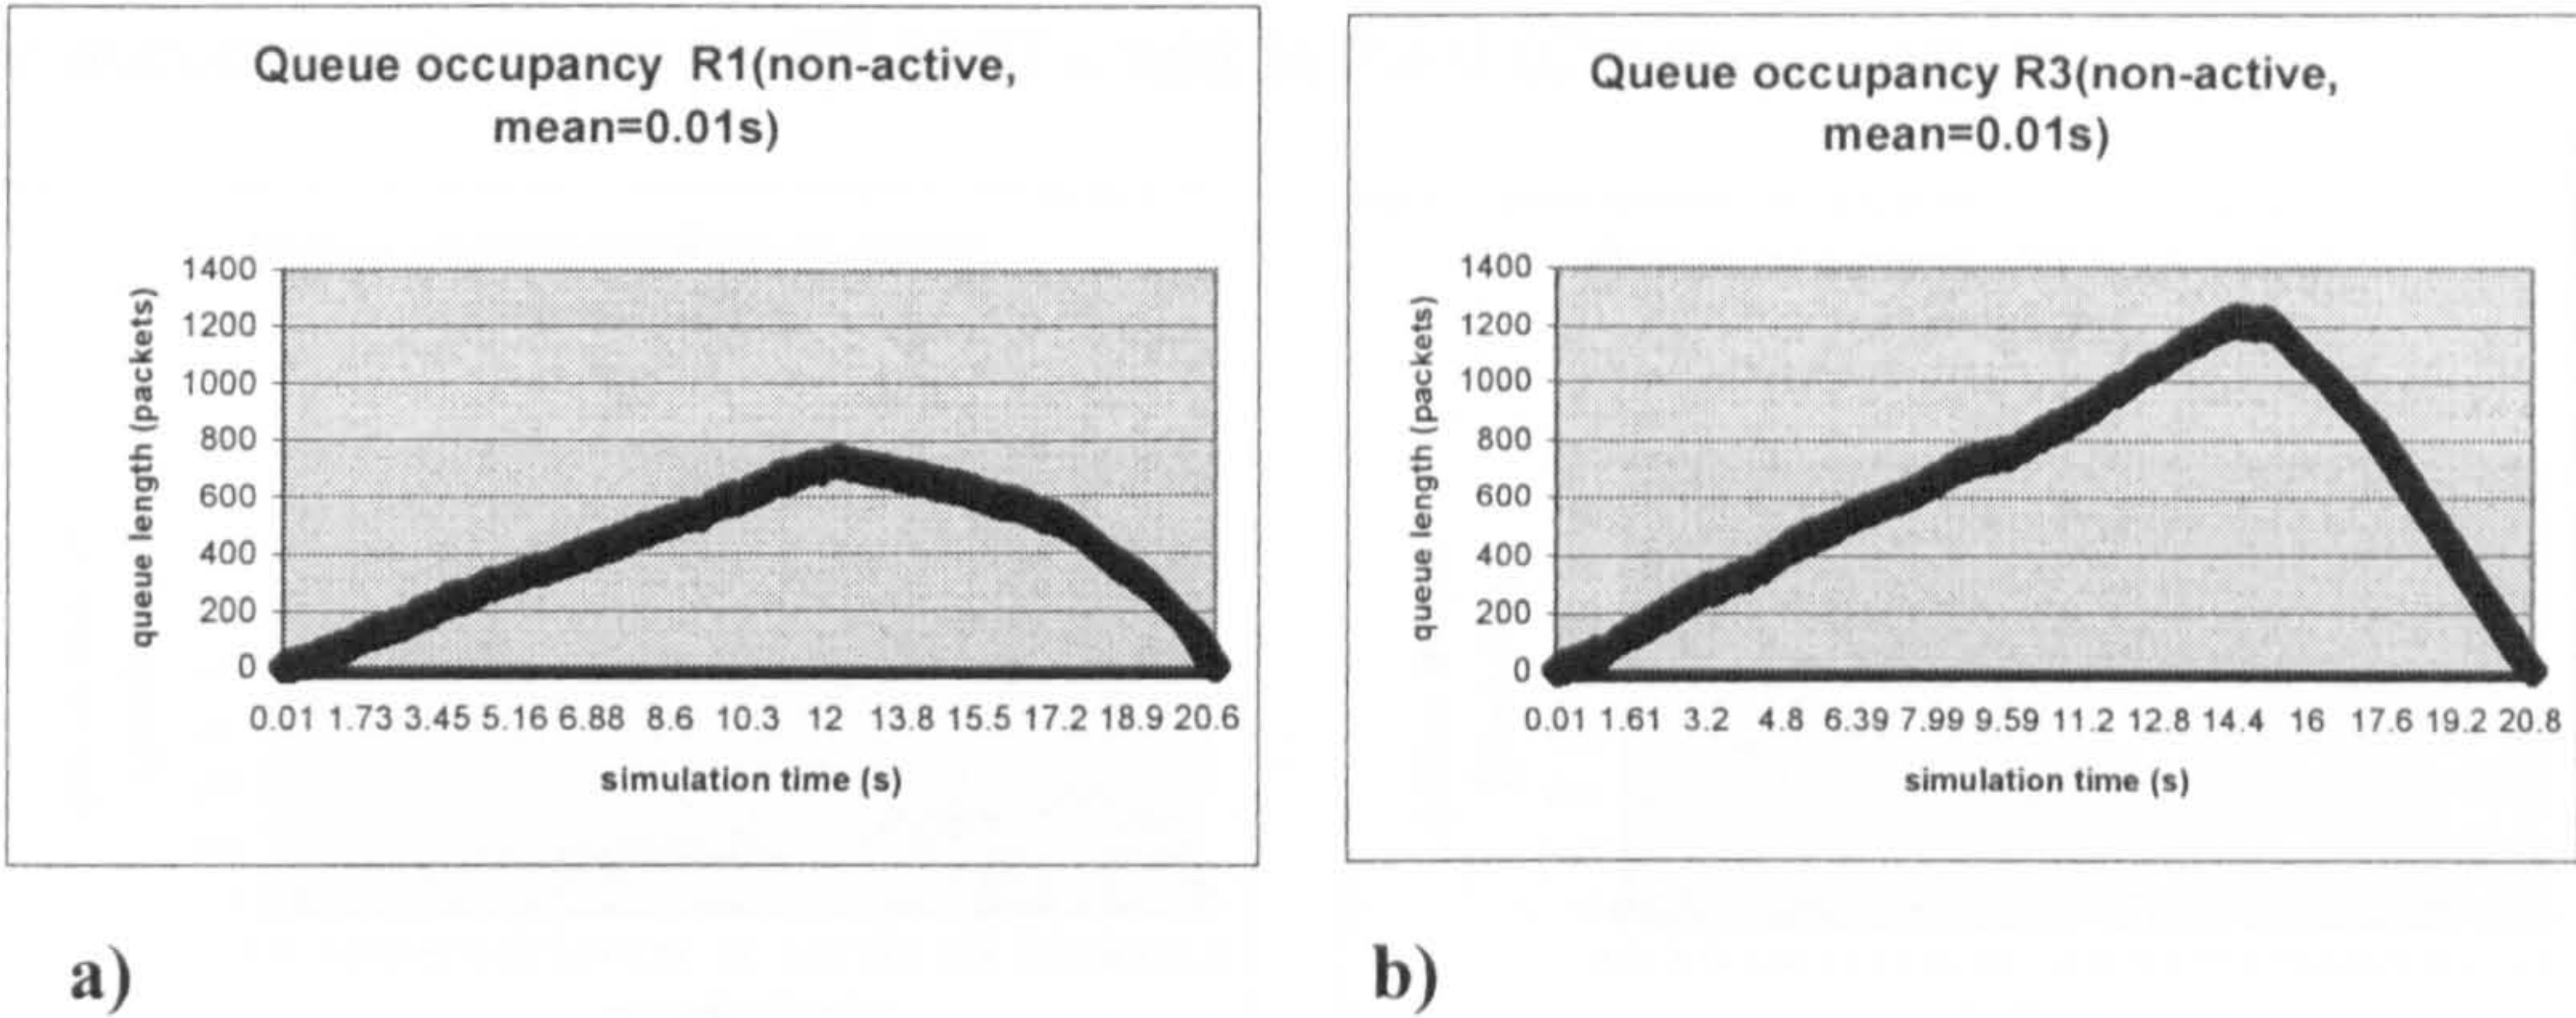 Queue occupancy R1(non-active,
mean=0.01s)
1400
1200
1000
800
600
400
200
0
queue length (packets)
0.01 1.73 3.45 5.16 6.88 8.6 10.3 12 13.8 15.5 17.2 18.9 20.6
simulation time (s)
a)
Queue occupancy R3(non-active,
mean=0.01s)
1400
1200
1000
800
600
400
200
0
queue length (packets)
0.01 1.61 3.2 4.8 6.39 7.99 9.59 11.2 12.8 14.4 16 17.6 19.2 20.8
simulation time (s)
b)